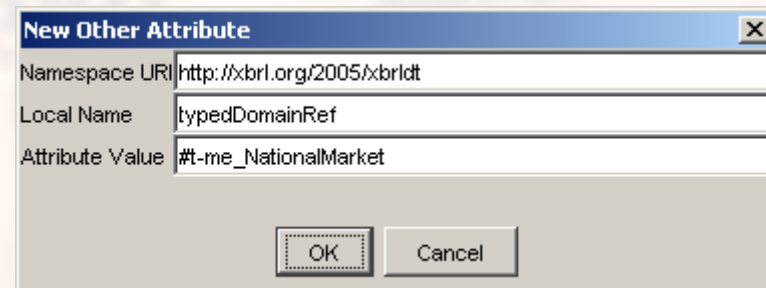 New Other Attribute
Namespace URI http://xbrl.org/2005/xbrldt
Local Name typedDomainRef
Attribute Value #t-me_NationalMarket
OK Cancel